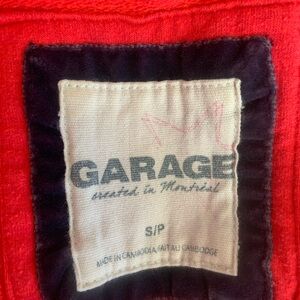 GARAGE
created in Montréal
S/P
MADE IN CAMBODIA, FAIT AU CAMBODGE